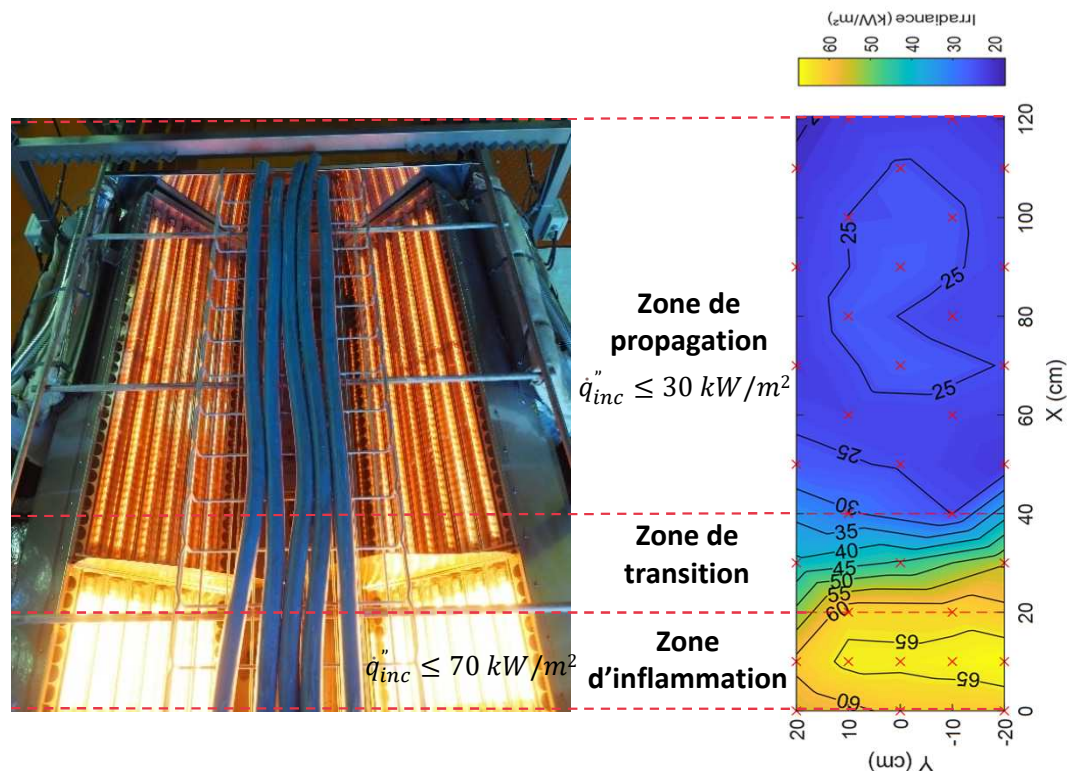 Irradiance (kW/m²)
60
50
40
30
20
Zone de
propagation
q̇"inc ≤ 30 kW/m²
Zone de
transition
Zone
d'inflammation
q̇"inc ≤ 70 kW/m²
120
100
80
60
40
20
0
X (cm)
20
10
0
-10
-20
Y (cm)
25
25
25
25
30
35
40
45
50
55
60
65
65
60